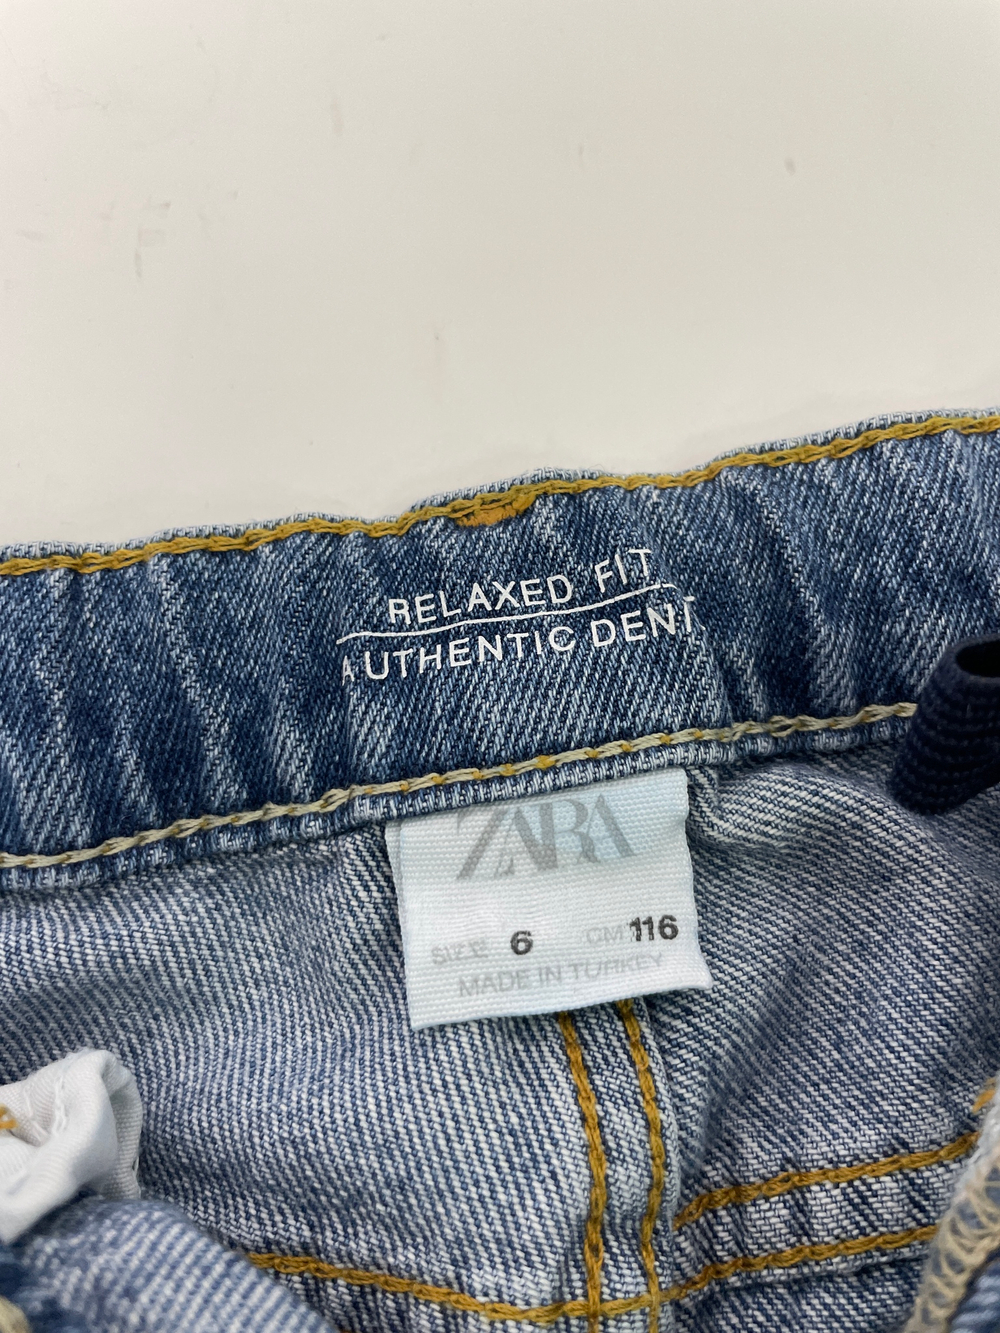 RELAXED FIT
AUTHENTIC DENI
ZARA
SIZE 6 CM 116
MADE IN TURKEY